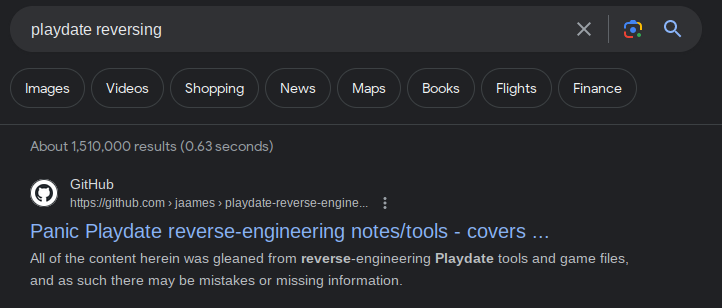 playdate reversing
Images Videos Shopping News Maps Books Flights Finance
About 1,510,000 results (0.63 seconds)
GitHub
https://github.com › jaames › playdate-reverse-engine...
Panic Playdate reverse-engineering notes/tools - covers ...
All of the content herein was gleaned from reverse-engineering Playdate tools and game files,
and as such there may be mistakes or missing information.